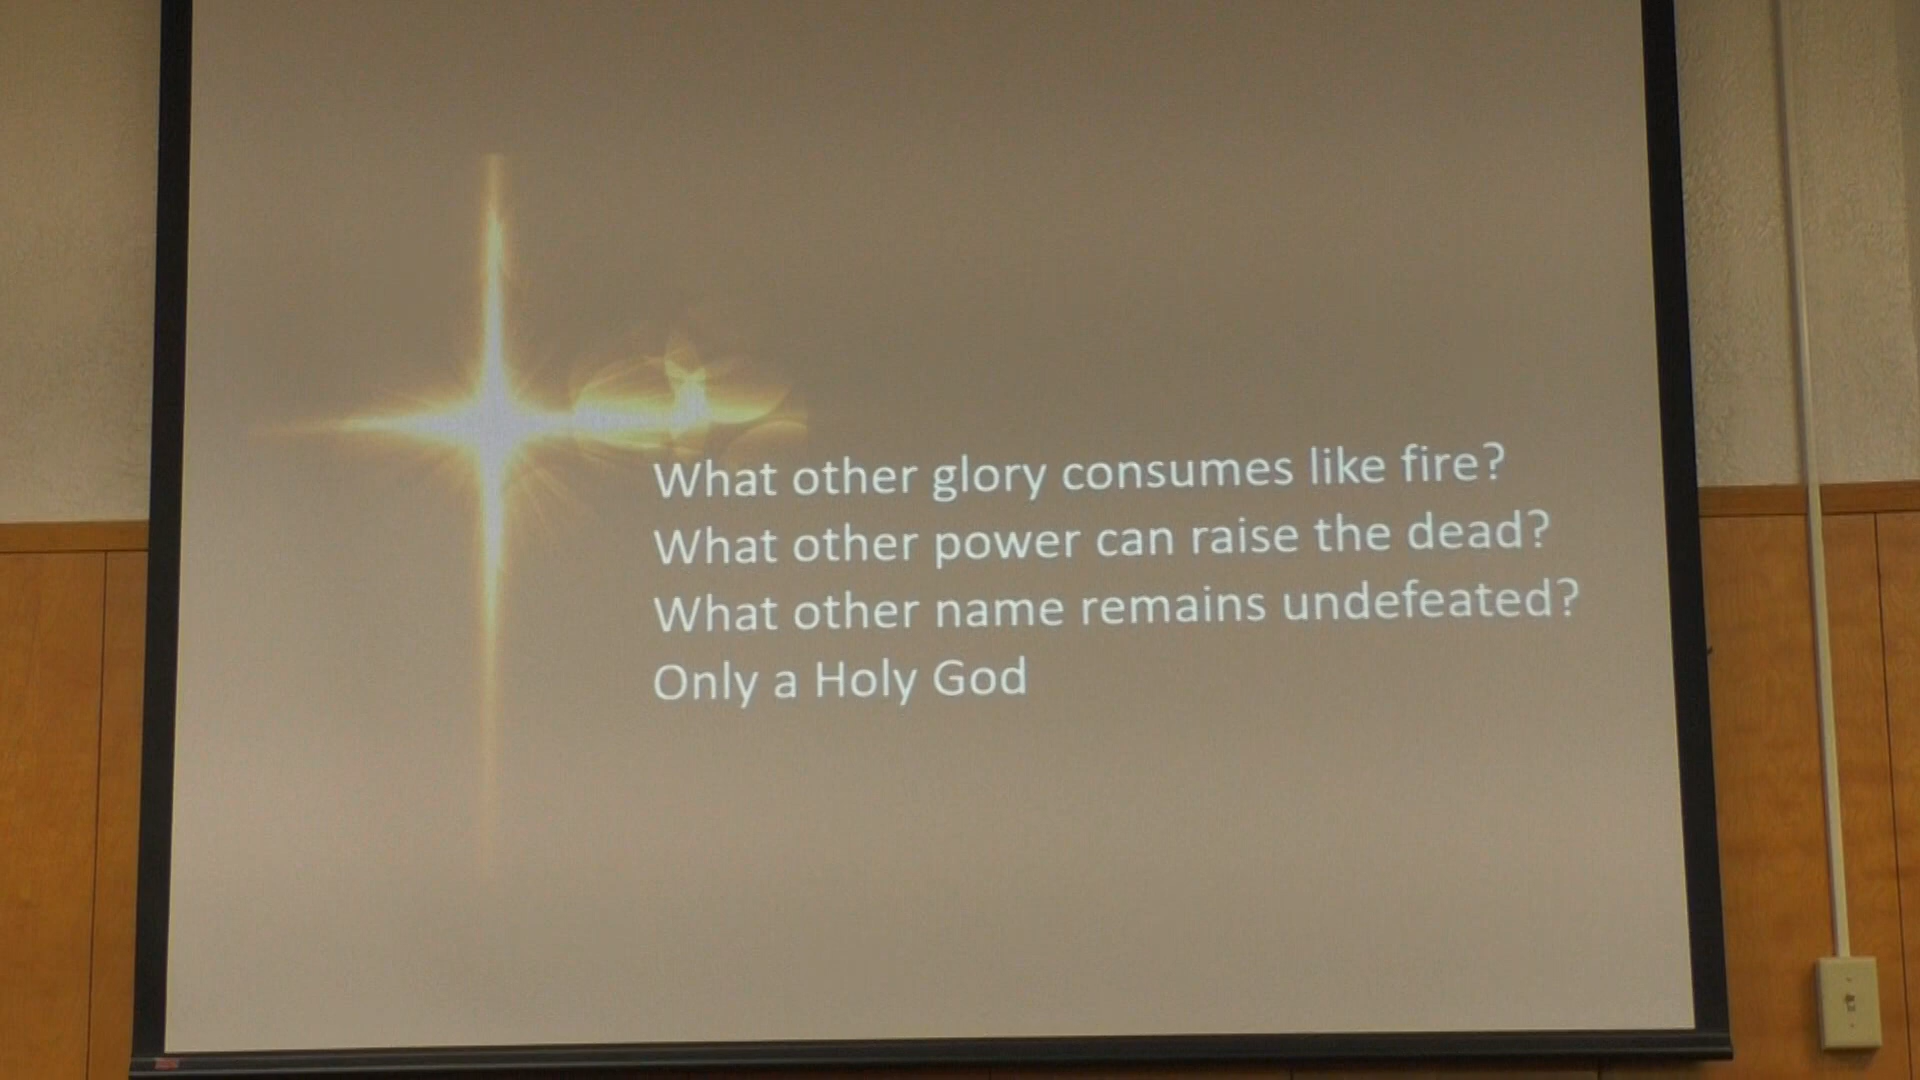 What other glory consumes like fire?
What other power can raise the dead?
What other name remains undefeated?
Only a Holy God